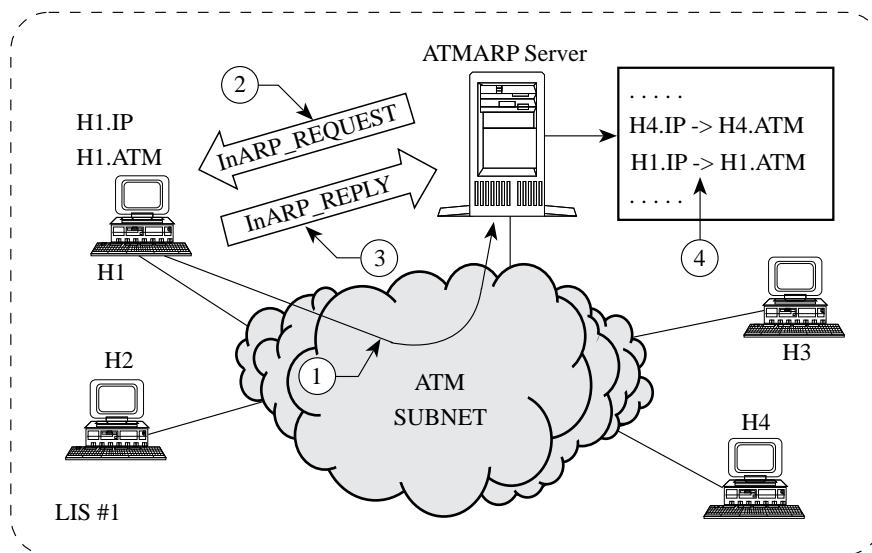 ATMARP Server
2
InARP_REQUEST
H1.IP
H1.ATM
. . . . .
H4.IP -> H4.ATM
H1.IP -> H1.ATM
. . . . .
InARP_REPLY
3
4
H1
H3
1
H2
ATM
SUBNET
H4
LIS #1